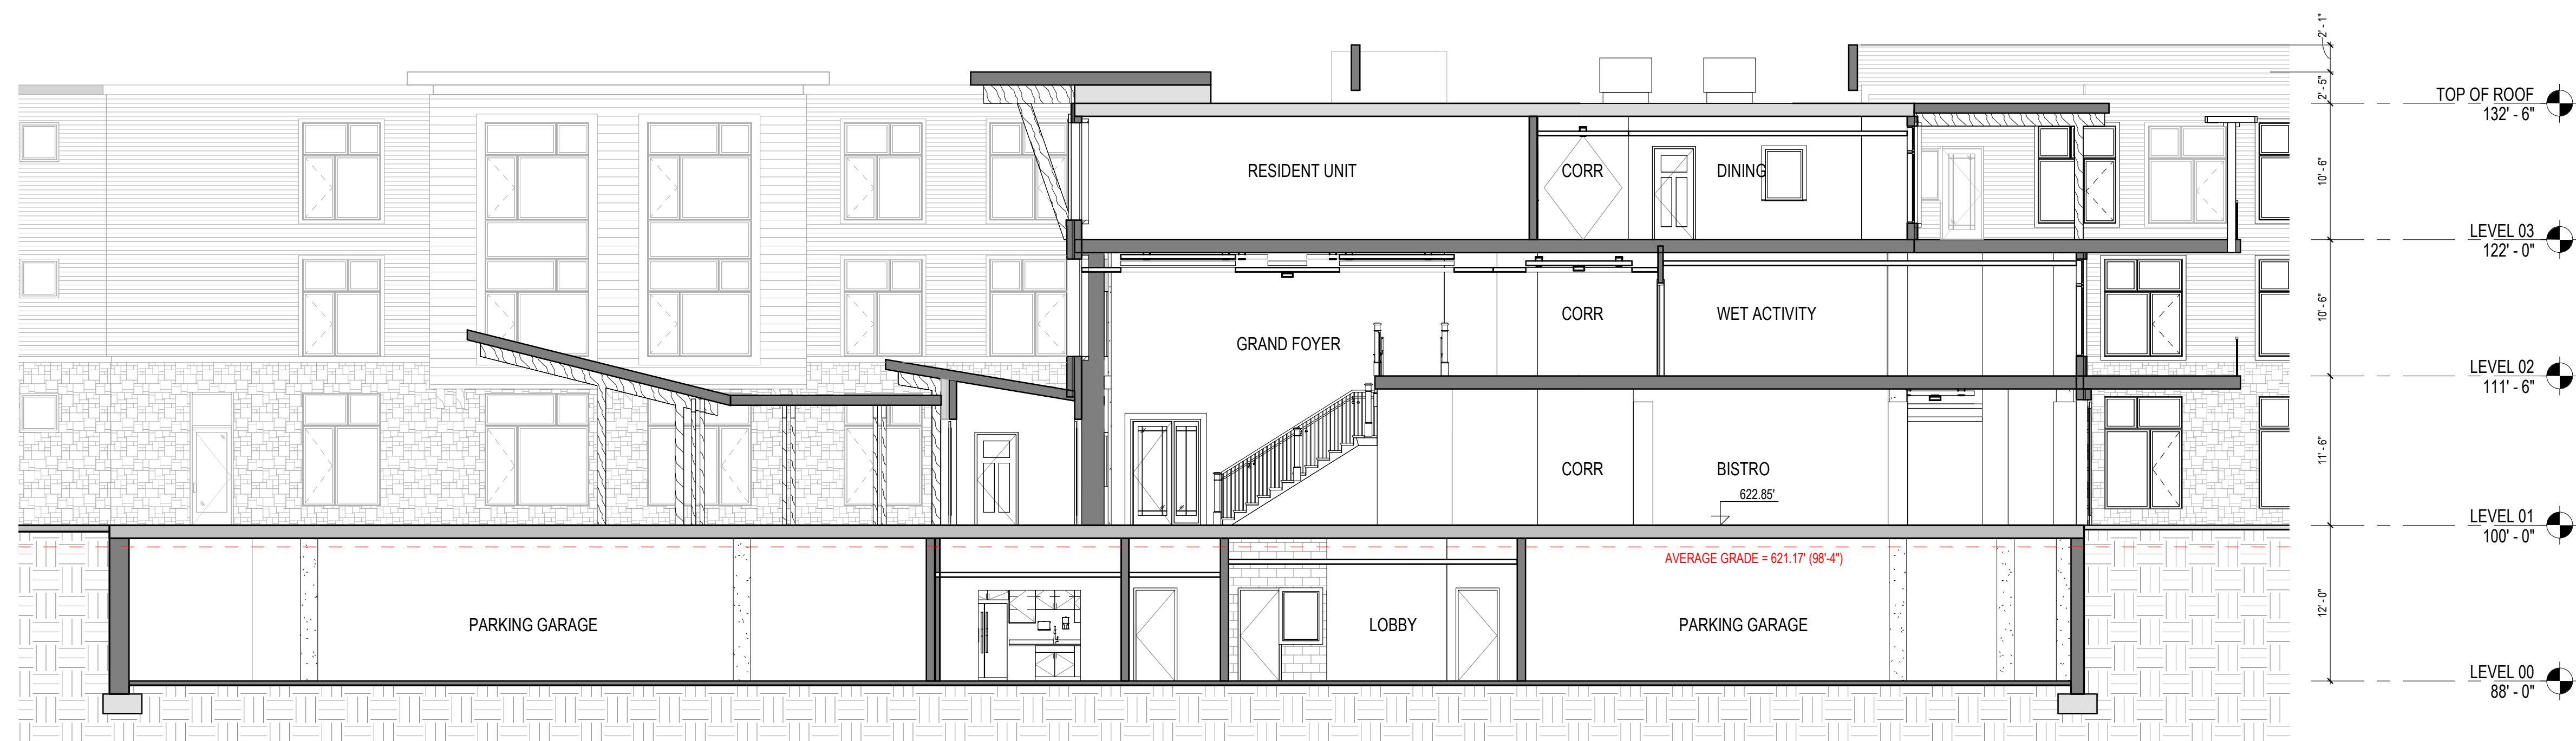 2' - 1"
2' - 5"
TOP OF ROOF
132' - 6"
RESIDENT UNIT
CORR
DINING
10' - 6"
LEVEL 03
122' - 0"
GRAND FOYER
CORR
WET ACTIVITY
10' - 6"
LEVEL 02
111' - 6"
CORR
BISTRO
622.85'
11' - 6"
LEVEL 01
100' - 0"
AVERAGE GRADE = 621.17' (98'-4")
PARKING GARAGE
LOBBY
PARKING GARAGE
12' - 0"
LEVEL 00
88' - 0"